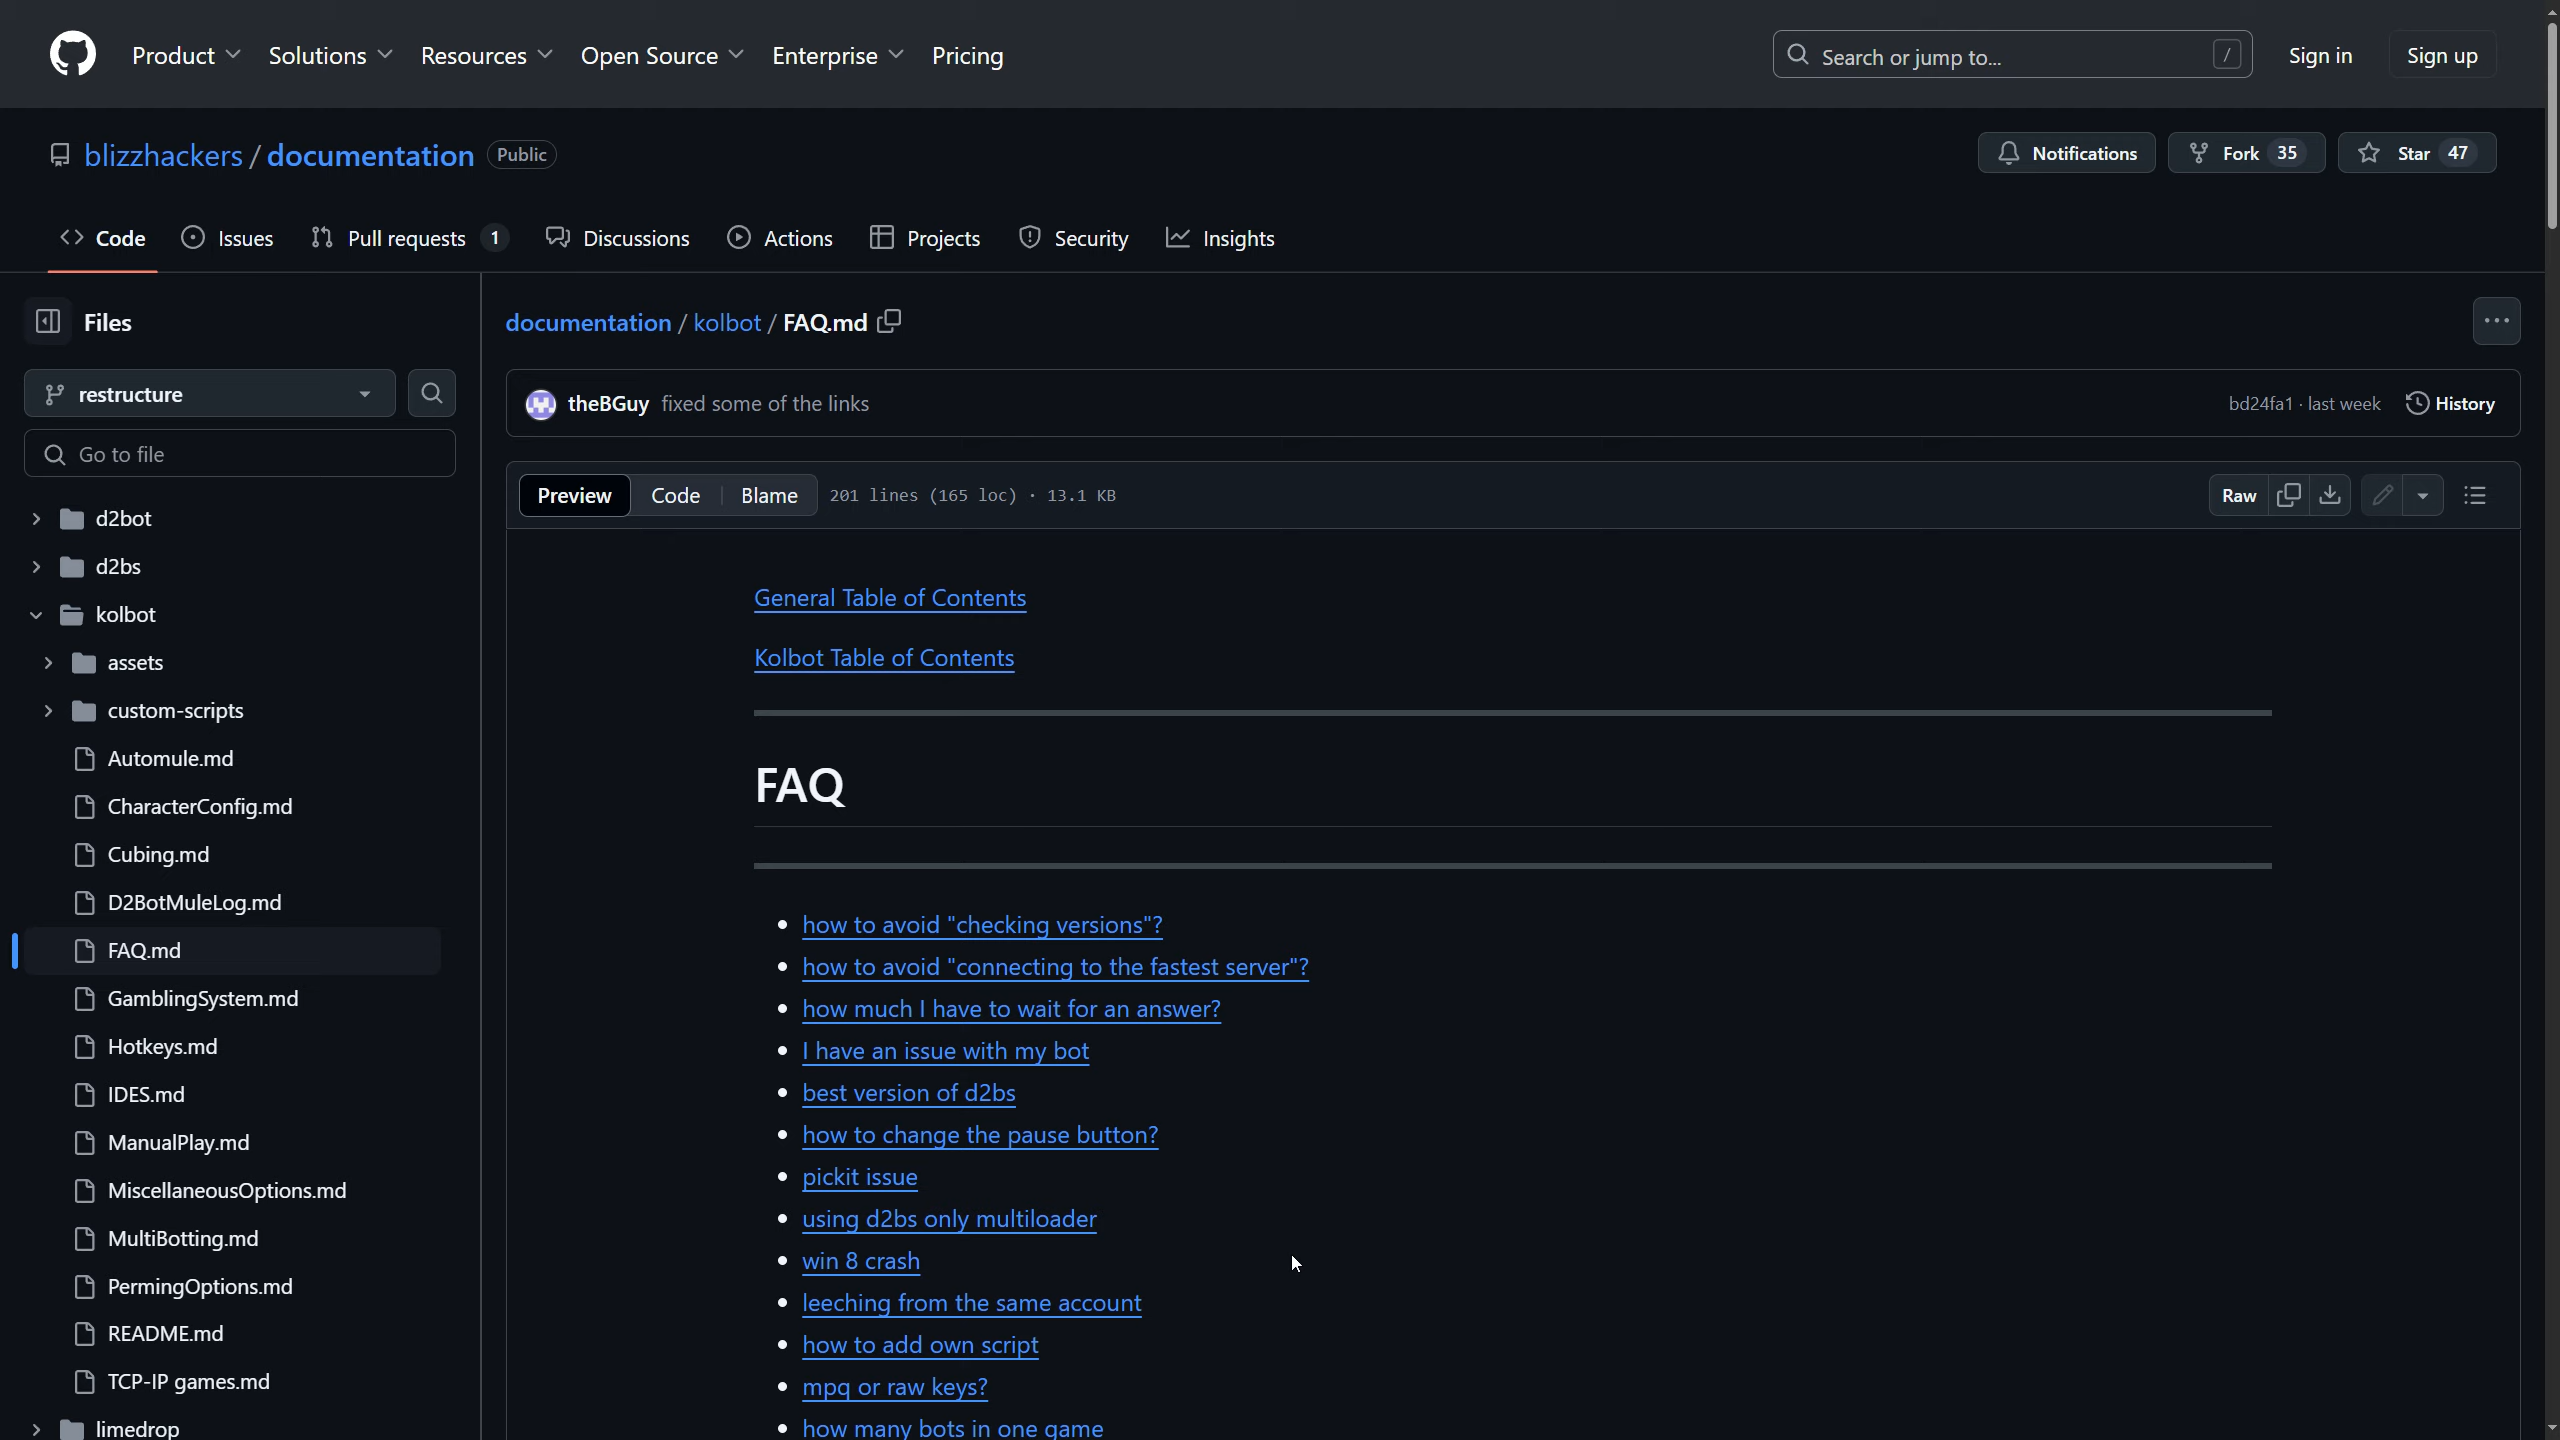 Product Solutions Resources Open Source Enterprise Pricing Search or jump to... / Sign in Sign up
blizzhackers / documentation Public Notifications Fork 35 Star 47
Code Issues Pull requests 1 Discussions Actions Projects Security Insights
Files
restructure
Go to file
d2bot
d2bs
kolbot
assets
custom-scripts
Automule.md
CharacterConfig.md
Cubing.md
D2BotMuleLog.md
FAQ.md
GamblingSystem.md
Hotkeys.md
IDES.md
ManualPlay.md
MiscellaneousOptions.md
MultiBotting.md
PermingOptions.md
README.md
TCP-IP games.md
limedrop
documentation / kolbot / FAQ.md
theBGuy fixed some of the links bd24fa1 · last week History
Preview Code Blame 201 lines (165 loc) · 13.1 KB Raw
General Table of Contents
Kolbot Table of Contents
FAQ
how to avoid "checking versions"?
how to avoid "connecting to the fastest server"?
how much I have to wait for an answer?
I have an issue with my bot
best version of d2bs
how to change the pause button?
pickit issue
using d2bs only multiloader
win 8 crash
leeching from the same account
how to add own script
mpq or raw keys?
how many bots in one game